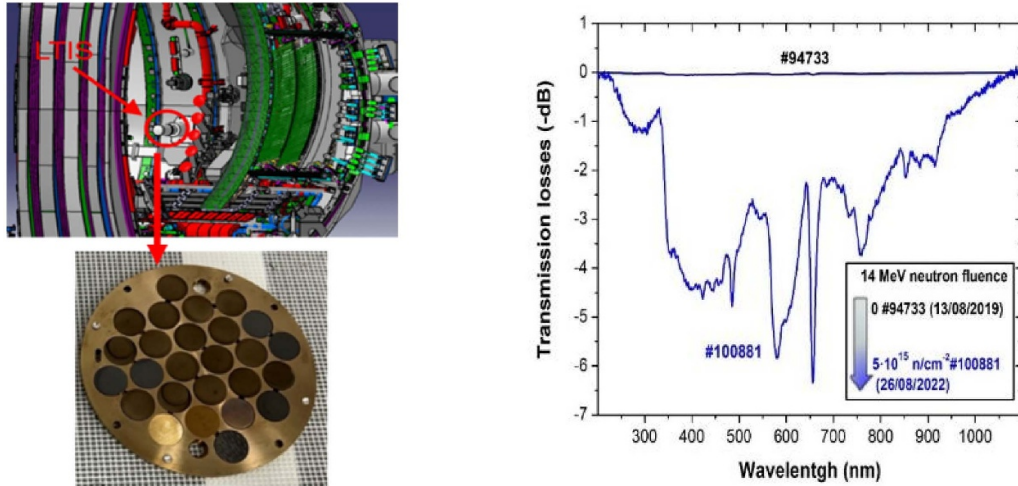 LTIS
Transmission losses (-dB)
-1
0
-1
-2
-3
-4
-5
-6
-7
#94733
#100881
14 MeV neutron fluence
0 #94733 (13/08/2019)
5·10¹⁵ n/cm⁻²#100881
(26/08/2022)
300 400 500 600 700 800 900 1000
Wavelentgh (nm)